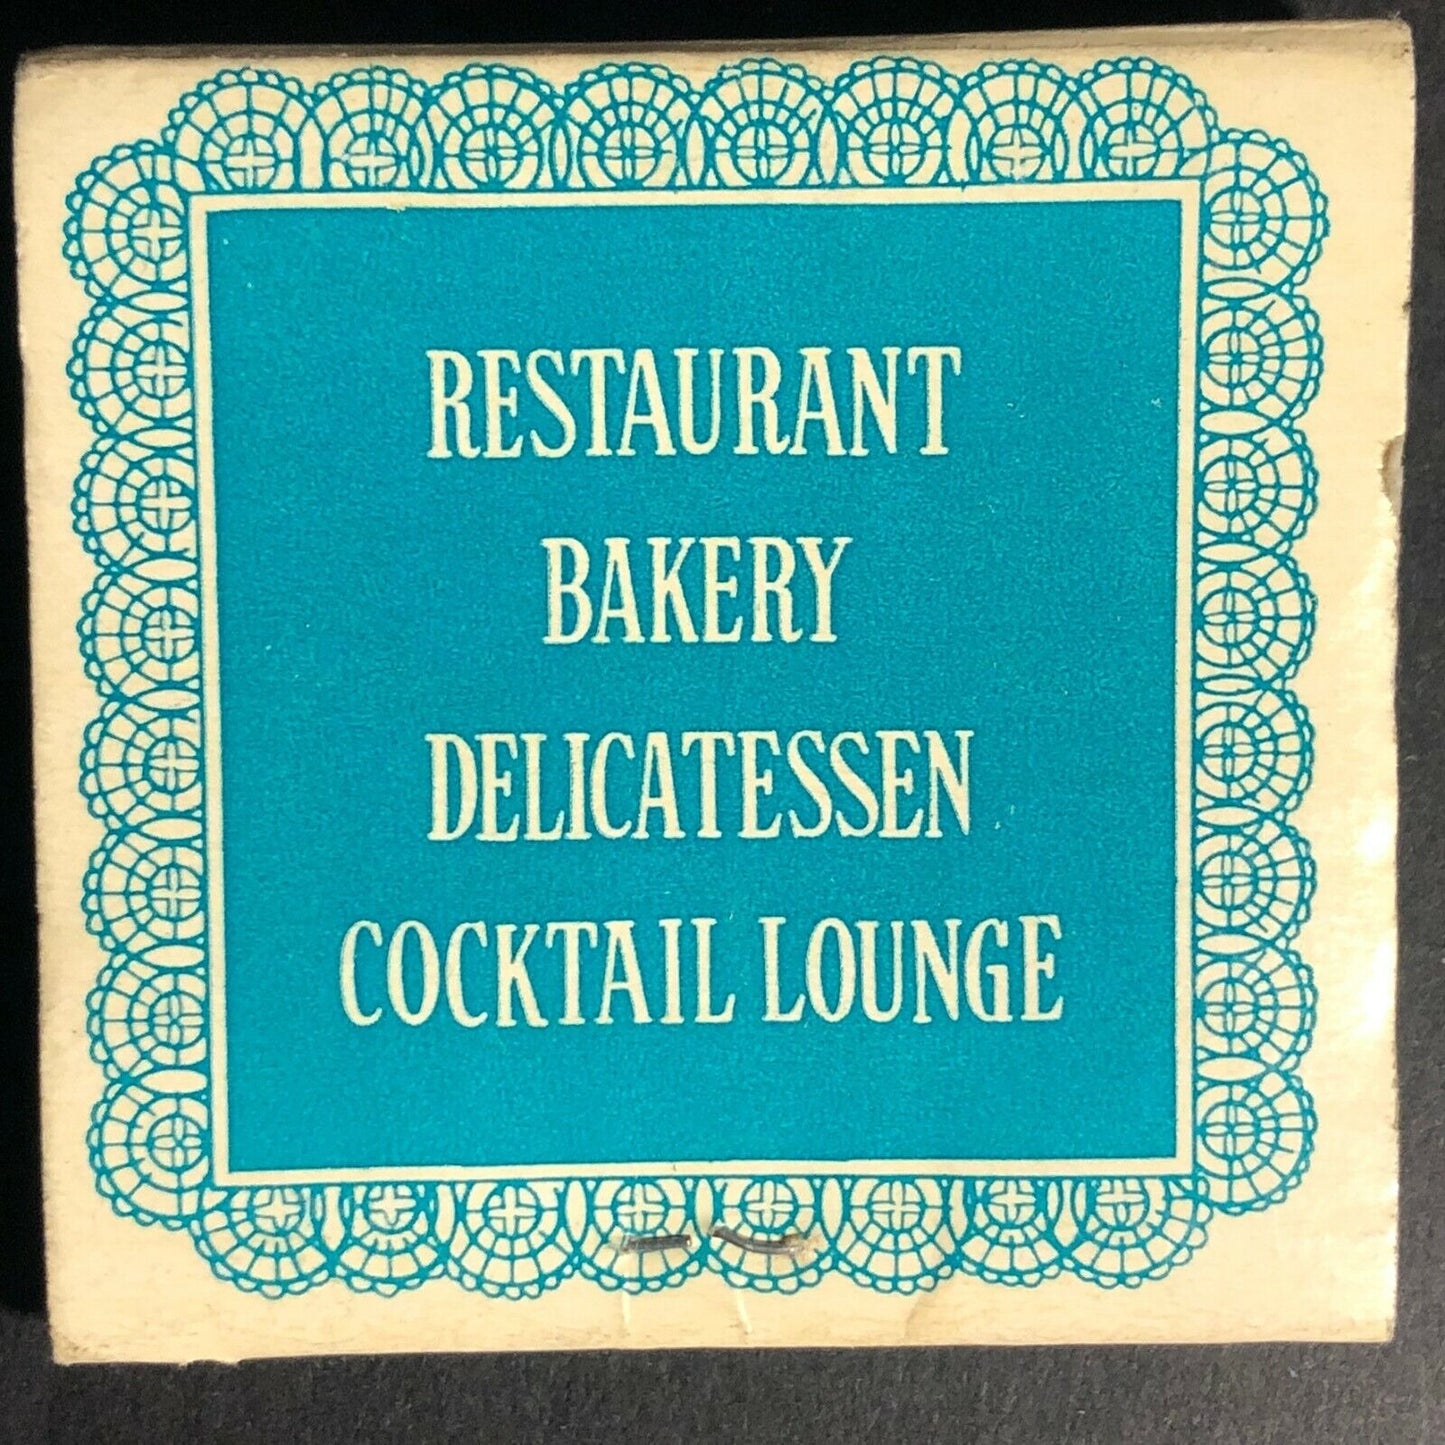 RESTAURANT
BAKERY
DELICATESSEN
COCKTAIL LOUNGE